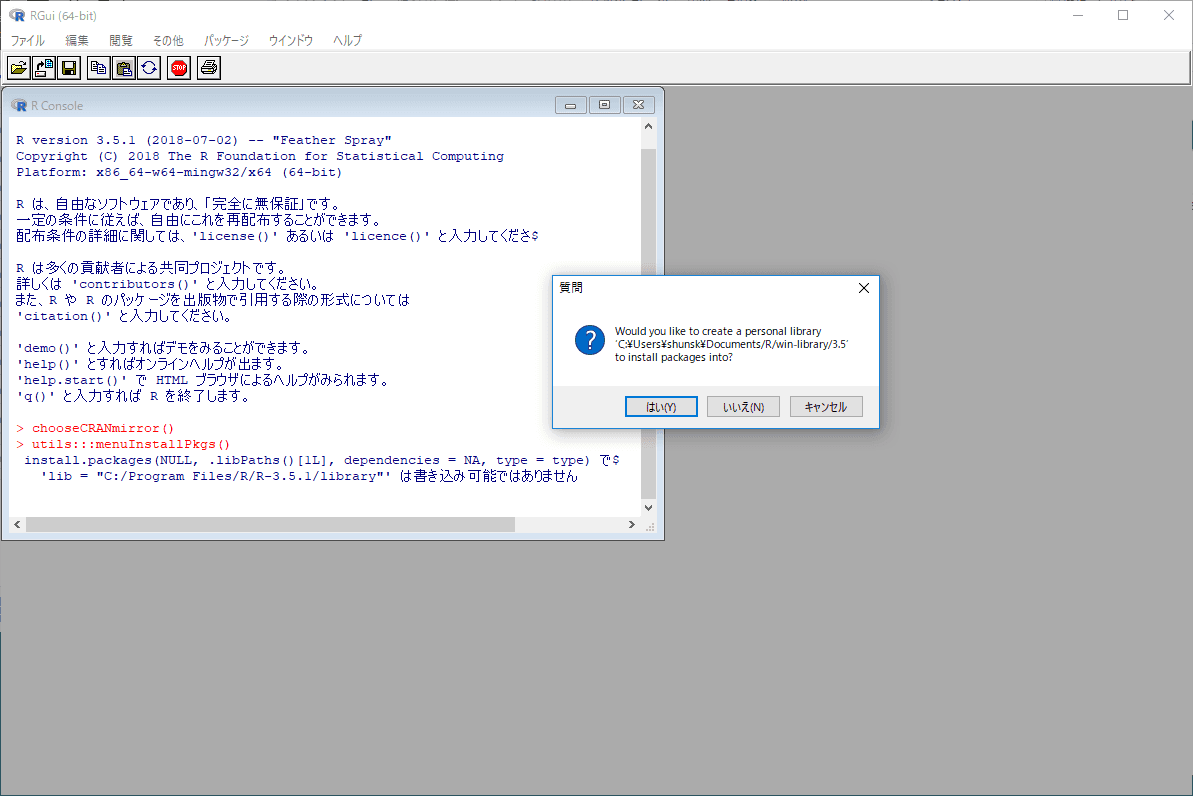 RGui (64-bit)
ファイル 編集 閲覧 その他 パッケージ ウインドウ ヘルプ
STOP
R Console
R version 3.5.1 (2018-07-02) -- "Feather Spray"
Copyright (C) 2018 The R Foundation for Statistical Computing
Platform: x86_64-w64-mingw32/x64 (64-bit)
R は、自由なソフトウェアであり、「完全に無保証」です。
一定の条件に従えば、自由にこれを再配布することができます。
配布条件の詳細に関しては、'license()' あるいは 'licence()' と入力してくださ$
R は多くの貢献者による共同プロジェクトです。
詳しくは 'contributors()' と入力してください。
また、R や R のパッケージを出版物で引用する際の形式については
'citation()' と入力してください。
'demo()' と入力すればデモをみることができます。
'help()' とすればオンラインヘルプが出ます。
'help.start()' で HTML ブラウザによるヘルプがみられます。
'q()' と入力すれば R を終了します。
> chooseCRANmirror()
> utils:::menuInstallPkgs()
install.packages(NULL, .libPaths()[1L], dependencies = NA, type = type) で$
'lib = "C:/Program Files/R/R-3.5.1/library"' は書き込み可能ではありません
質問
Would you like to create a personal library
'C:¥Users¥shunsk¥Documents/R/win-library/3.5'
to install packages into?
はい(Y) いいえ(N) キャンセル